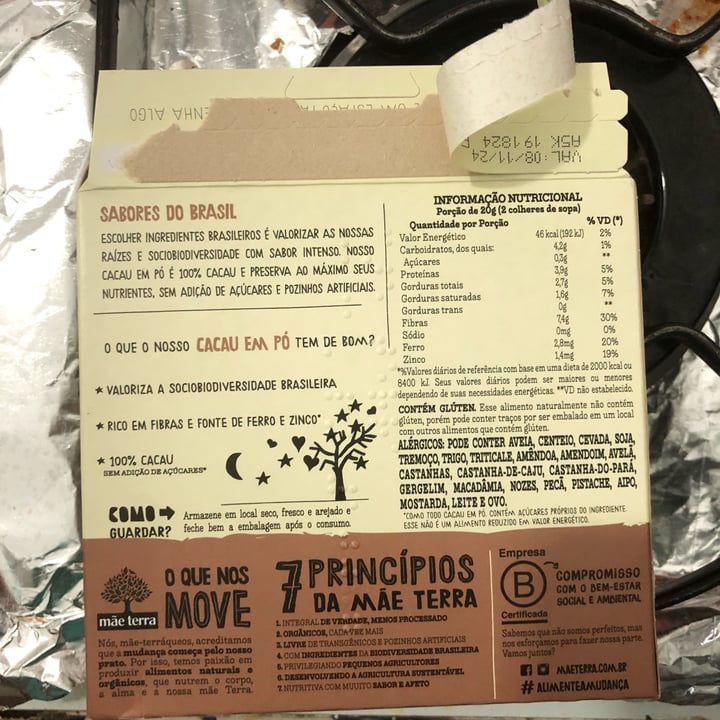 ENHA ALGO
VAL:08/11/24
A5K 19 1824
SABORES DO BRASIL
ESCOLHER INGREDIENTES BRASILEIROS É VALORIZAR AS NOSSAS
RAÍZES E SOCIOBIODIVERSIDADE COM SABOR INTENSO. NOSSO
CACAU EM PÓ É 100% CACAU E PRESERVA AO MÁXIMO SEUS
NUTRIENTES, SEM ADIÇÃO DE AÇÚCARES E POZINHOS ARTIFICIAIS.
O QUE O NOSSO CACAU EM PÓ TEM DE BOM?
VALORIZA A SOCIOBIODIVERSIDADE BRASILEIRA
RICO EM FIBRAS E FONTE DE FERRO E ZINCO*
100% CACAU
SEM ADIÇÃO DE AÇÚCARES*
COMO GUARDAR?
Armazene em local seco, fresco e arejado e
feche bem a embalagem após o consumo.
INFORMAÇÃO NUTRICIONAL
Porção de 20g (2 colheres de sopa)
Quantidade por Porção % VD (*)
Valor Energético 46 kcal (192 kJ) 2%
Carboidratos, dos quais: 4,2g 1%
Açúcares 0,3g **
Proteínas 3,9g 5%
Gorduras totais 2,7g 5%
Gorduras saturadas 1,6g 7%
Gorduras trans 0g **
Fibras 7,4g 30%
Sódio 0mg 0%
Ferro 2,8mg 20%
Zinco 1,4mg 19%
*%Valores diários de referência com base em uma dieta de 2000 kcal ou
8400 kJ. Seus valores diários podem ser maiores ou menores
dependendo de suas necessidades energéticas. **VD não estabelecido.
CONTÉM GLÚTEN. Esse alimento naturalmente não contém
glúten, porém pode conter traços por ser embalado em um local
com outros alimentos que contém glúten.
ALÉRGICOS: PODE CONTER AVEIA, CENTEIO, CEVADA, SOJA,
TREMOÇO, TRIGO, TRITICALE, AMÊNDOA, AMENDOIM, AVELÃ,
CASTANHAS, CASTANHA-DE-CAJU, CASTANHA-DO-PARÁ,
GERGELIM, MACADÂMIA, NOZES, PECÃ, PISTACHE, AIPO,
MOSTARDA, LEITE E OVO.
*COMO TODO CACAU EM PÓ, CONTÉM AÇÚCARES PRÓPRIOS DO INGREDIENTE.
ESSE NÃO É UM ALIMENTO REDUZIDO EM VALOR ENERGÉTICO.
mãe terra
O QUE NOS
MOVE
Nós, mãe-terráqueos, acreditamos
que a mudança começa pelo nosso
prato. Por isso, temos paixão em
produzir alimentos naturais e
orgânicos, que nutrem o corpo,
a alma e a nossa mãe Terra.
7 PRINCÍPIOS
DA MÃE TERRA
1. INTEGRAL DE VERDADE, MENOS PROCESSADO
2. ORGÂNICOS, CADA VEZ MAIS
3. LIVRE DE TRANSGÊNICOS E POZINHOS ARTIFICIAIS
4. COM INGREDIENTES DA BIODIVERSIDADE BRASILEIRA
5. PRIVILEGIANDO PEQUENOS AGRICULTORES
6. DESENVOLVENDO A AGRICULTURA SUSTENTÁVEL
7. NUTRITIVA COM MUUITO SABOR E AFETO
Empresa
B
Certificada
COMPROMISSO
COM O BEM-ESTAR
SOCIAL E AMBIENTAL
Sabemos que não somos perfeitos, mas
nos esforçamos para fazer nossa parte.
Vamos juntos?
MAETERRA.COM.BR
# ALIMENTEAMUDANÇA